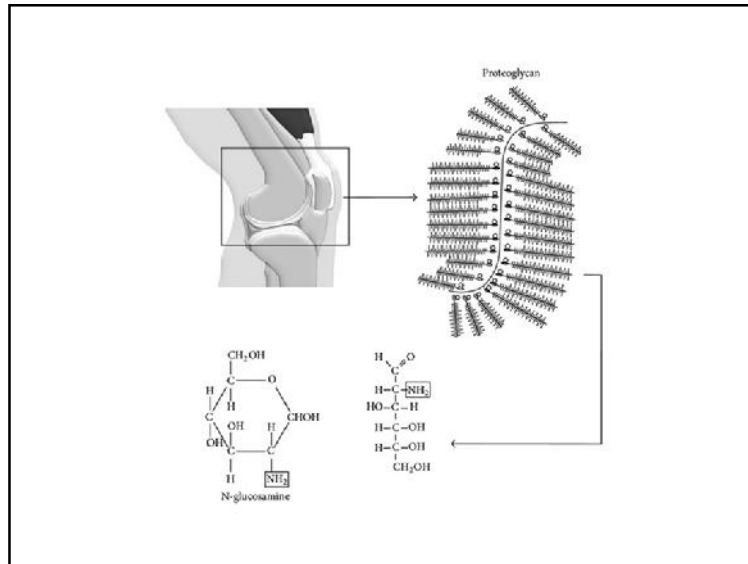 Proteoglycan
CH₂OH
C
O
H
H
C
OH
OH
H
CHOH
C
C
H
NH₂
N-glucosamine
H
O
C
H–C–NH₂
HO–C–H
H–C–OH
H–C–OH
CH₂OH